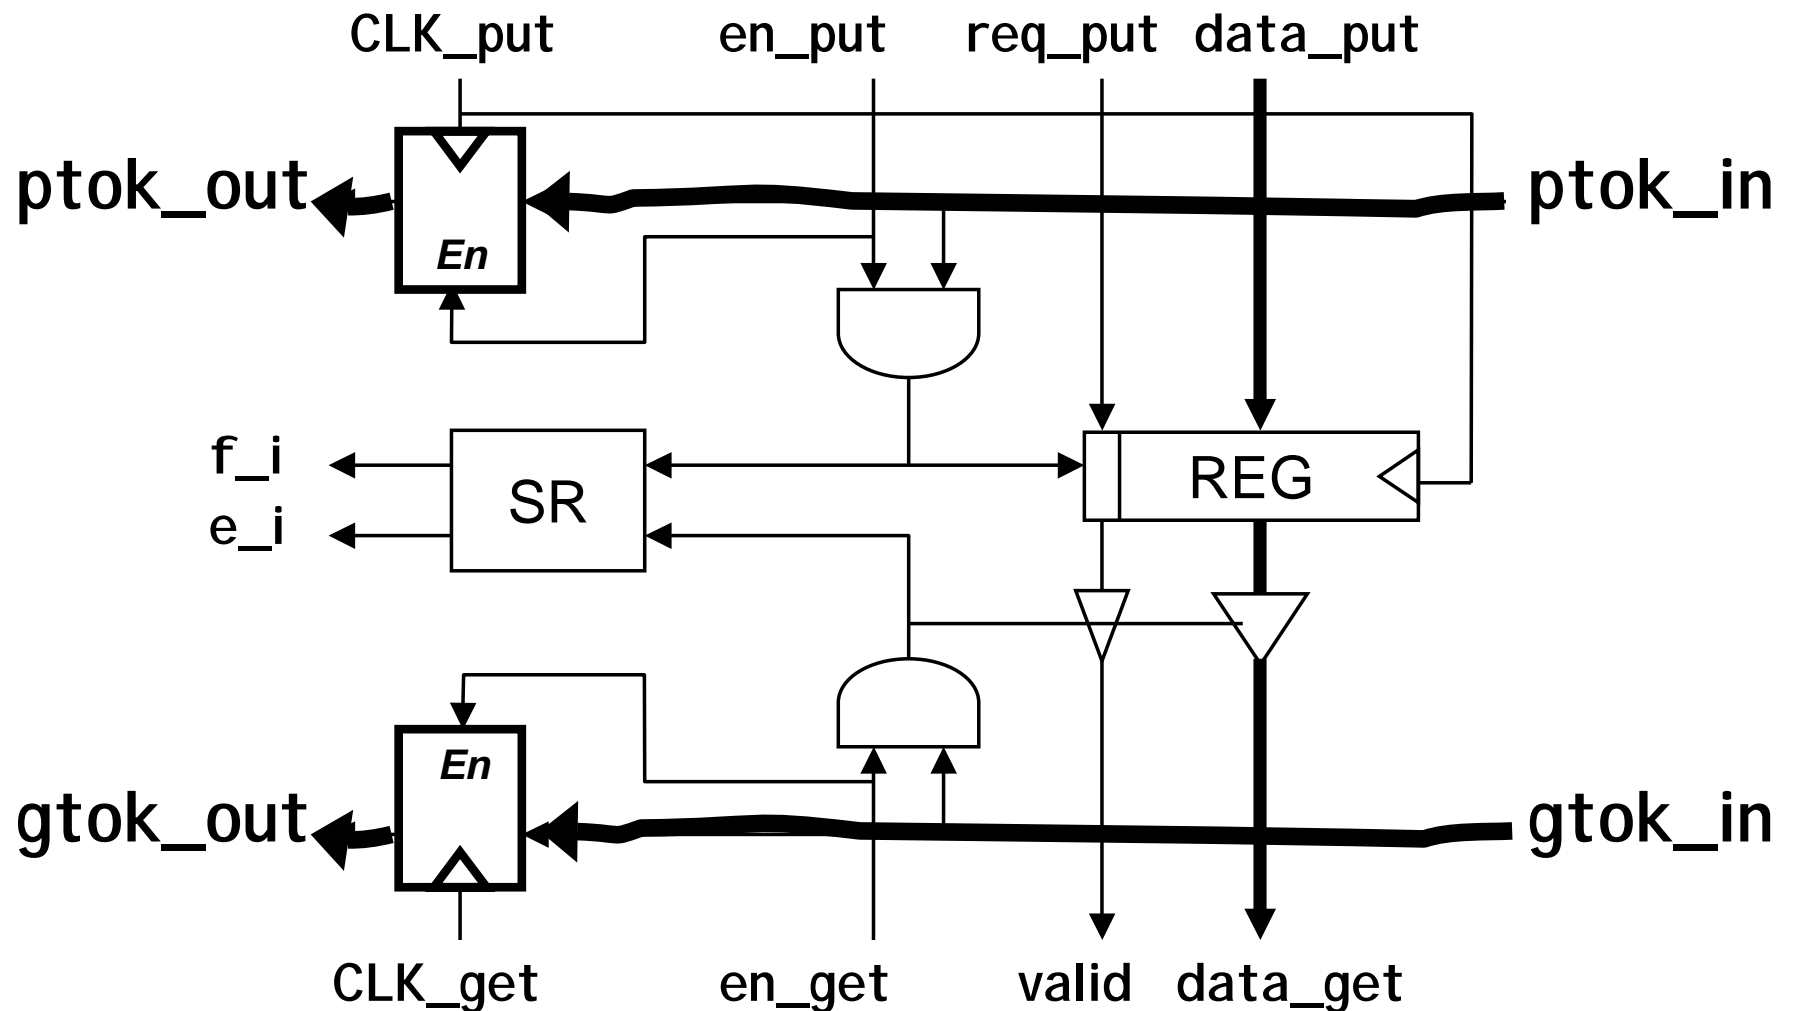 CLK_put en_put req_put data_put
ptok_out ptok_in
En
f_i
SR REG
e_i
En
gtok_out gtok_in
CLK_get en_get valid data_get